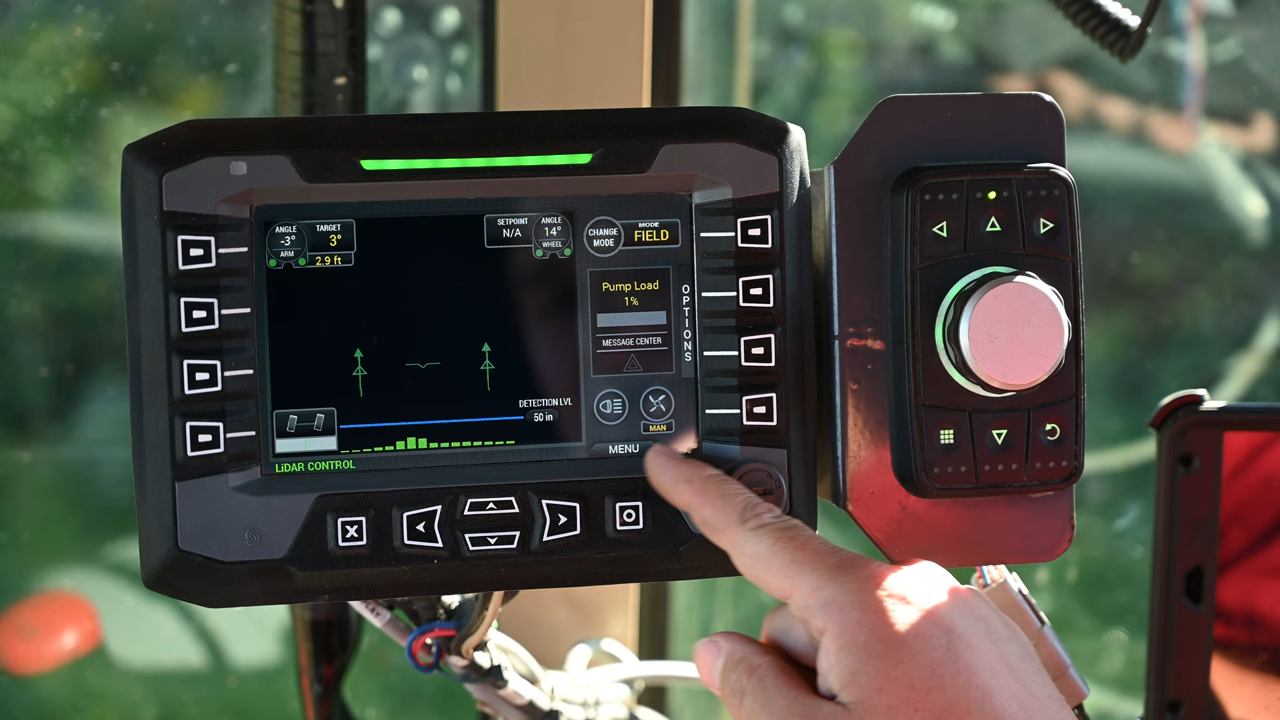 ANGLE
-3°
ARM
TARGET
3°
2.9 ft
SETPOINT
N/A
ANGLE
14°
WHEEL
CHANGE
MODE
MODE
FIELD
Pump Load
1%
MESSAGE CENTER
OPTIONS
DETECTION LVL
50 in
MAN
MENU
LiDAR CONTROL
X